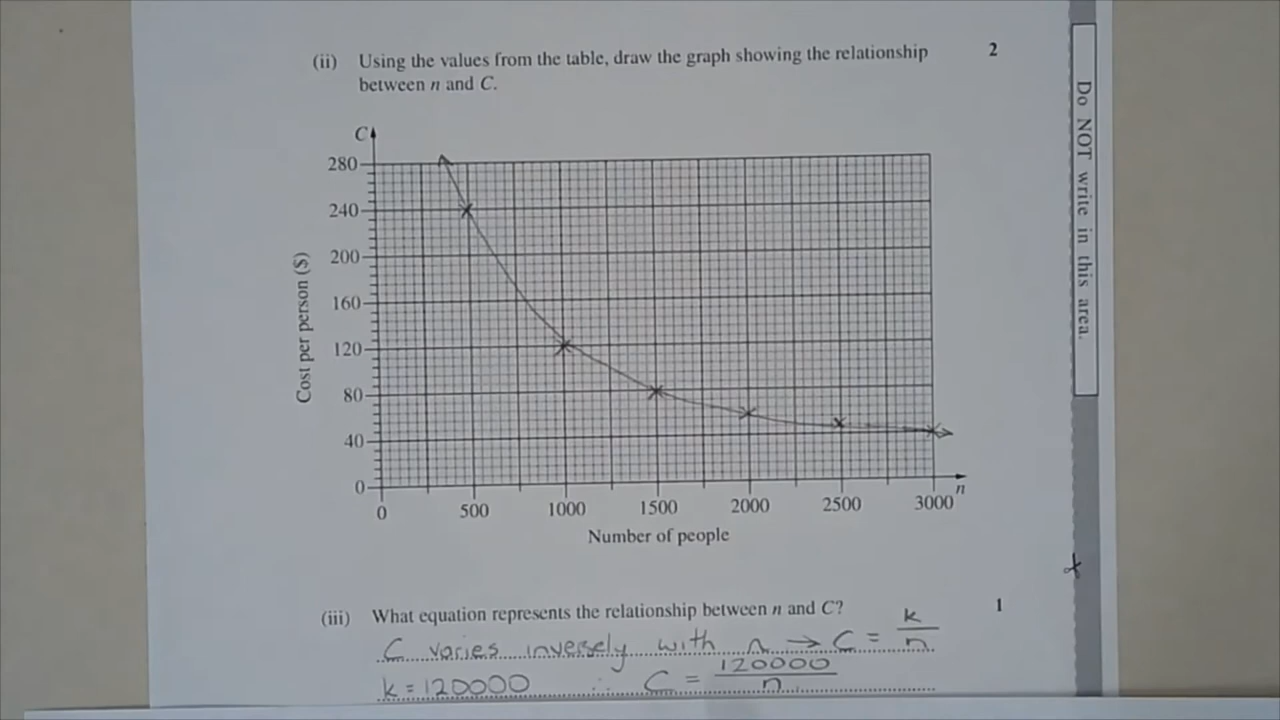 (ii) Using the values from the table, draw the graph showing the relationship 2
between n and C.
C
280
240
200
160
120
80
40
0
Cost per person ($)
0 500 1000 1500 2000 2500 3000 n
Number of people
(iii) What equation represents the relationship between n and C? 1
C varies inversely with n → C = k/n
k = 120000 ∴ C = 120000/n
Do NOT write in this area.